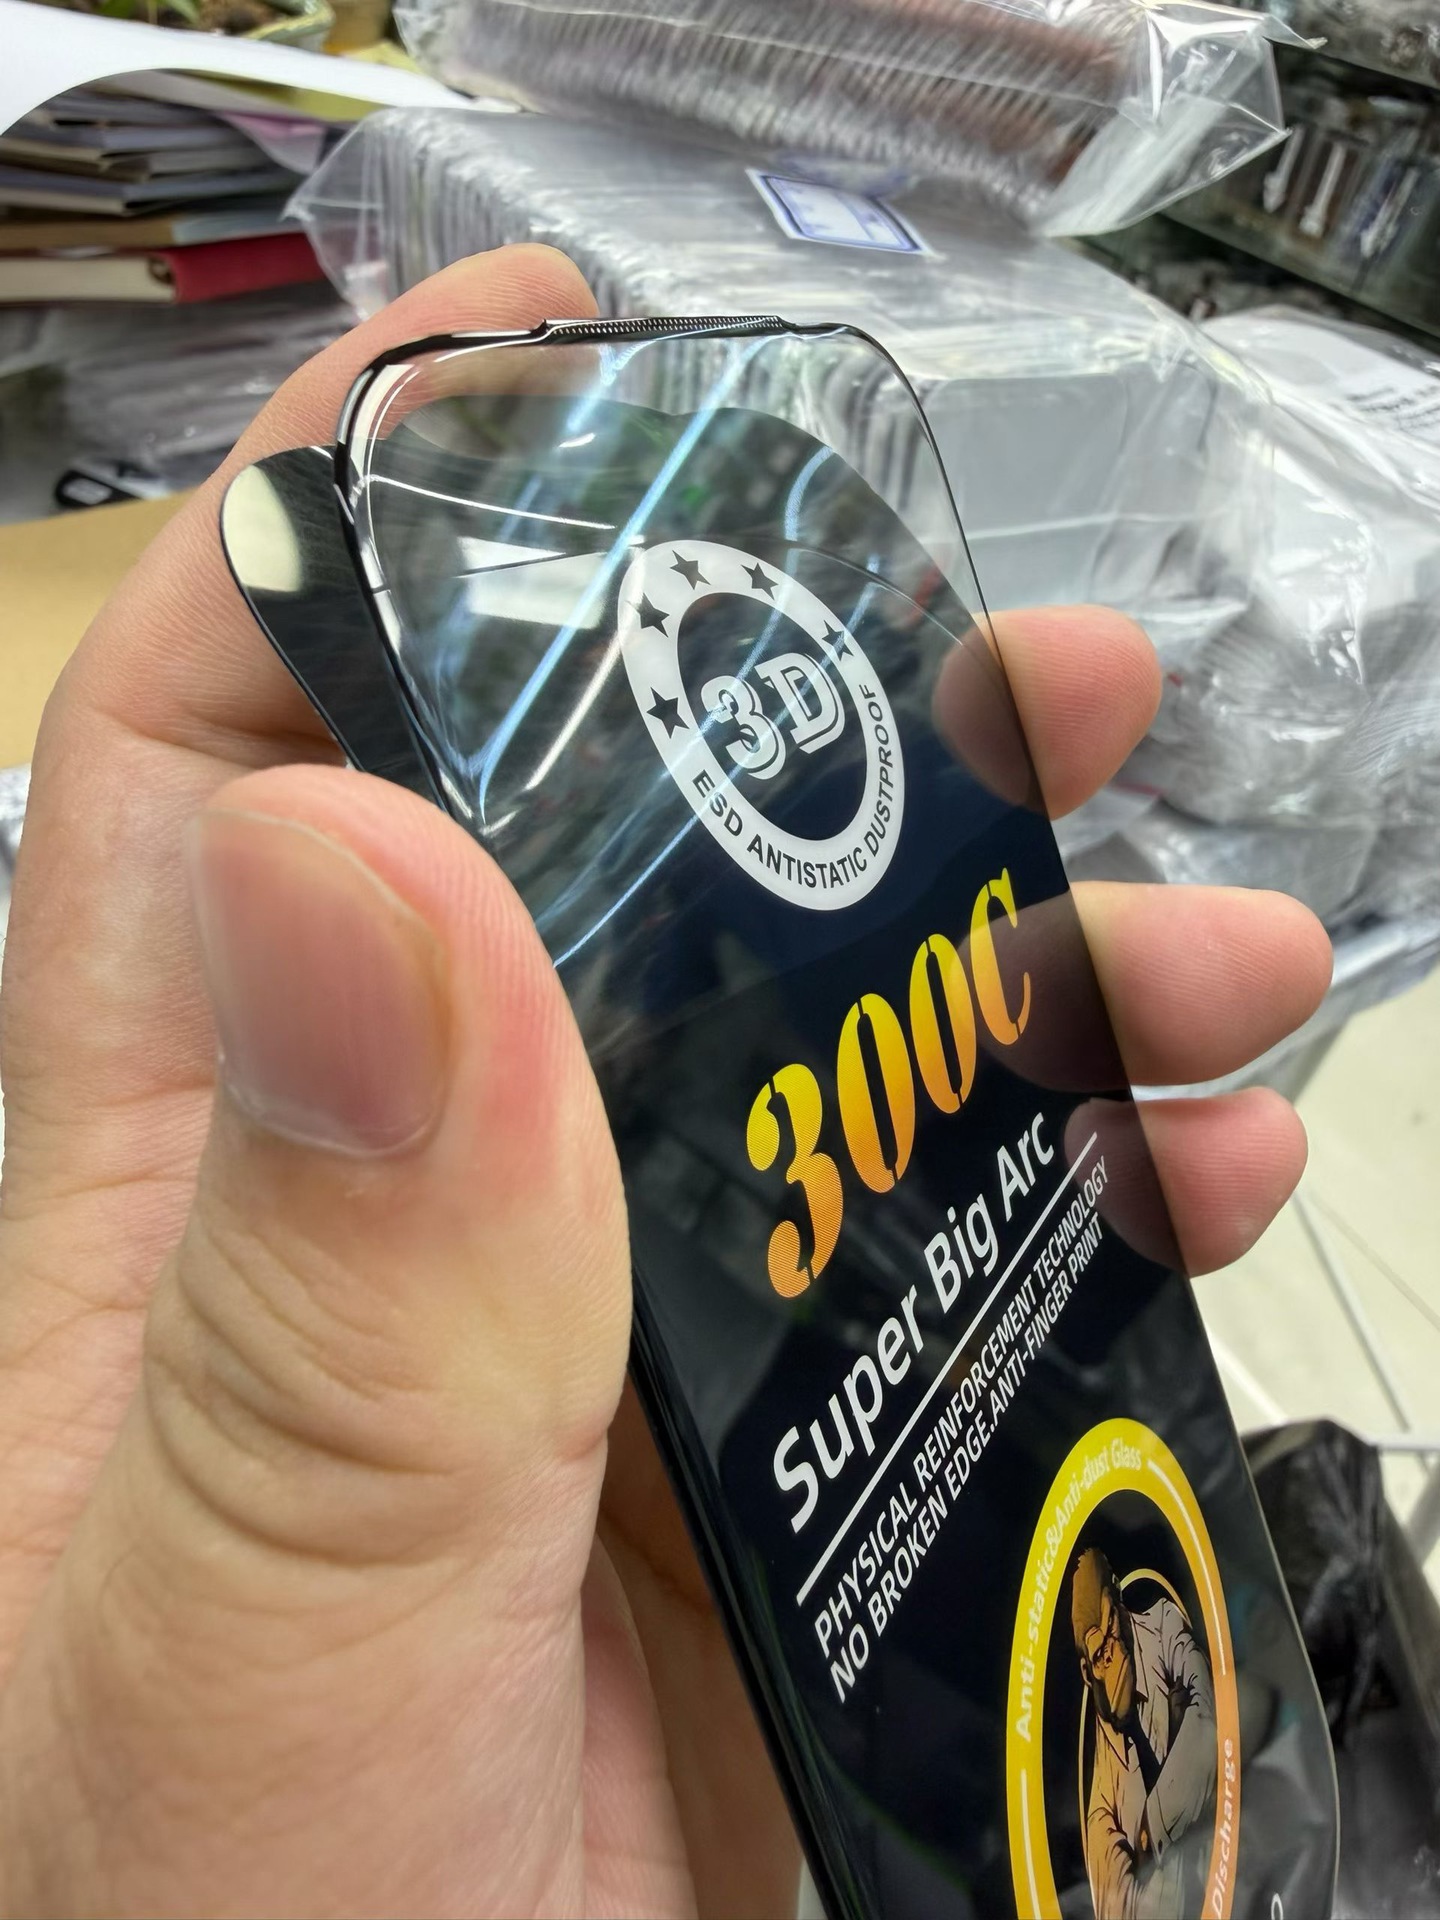 3D
ESD ANTISTATIC DUSTPROOF
300C
Super Big Arc
PHYSICAL REINFORCEMENT TECHNOLOGY
NO BROKEN EDGE.ANTI-FINGER PRINT
Anti-static&Anti-dust Glass
Discharge